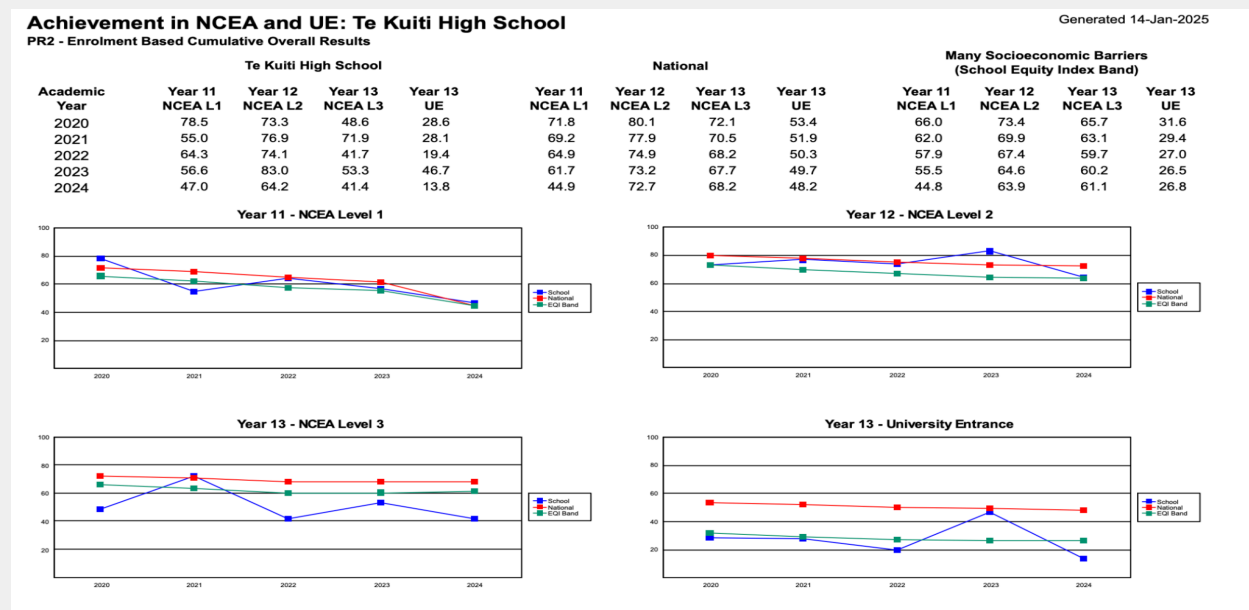 Achievement in NCEA and UE: Te Kuiti High School
Generated 14-Jan-2025
PR2 - Enrolment Based Cumulative Overall Results
Te Kuiti High School National Many Socioeconomic Barriers
(School Equity Index Band)
Academic Year 11 Year 12 Year 13 Year 13 Year 11 Year 12 Year 13 Year 13 Year 11 Year 12 Year 13 Year 13
Year NCEA L1 NCEA L2 NCEA L3 UE NCEA L1 NCEA L2 NCEA L3 UE NCEA L1 NCEA L2 NCEA L3 UE
2020 78.5 73.3 48.6 28.6 71.8 80.1 72.1 53.4 66.0 73.4 65.7 31.6
2021 55.0 76.9 71.9 28.1 69.2 77.9 70.5 51.9 62.0 69.9 63.1 29.4
2022 64.3 74.1 41.7 19.4 64.9 74.9 68.2 50.3 57.9 67.4 59.7 27.0
2023 56.6 83.0 53.3 46.7 61.7 73.2 67.7 49.7 55.5 64.6 60.2 26.5
2024 47.0 64.2 41.4 13.8 44.9 72.7 68.2 48.2 44.8 63.9 61.1 26.8
Year 11 - NCEA Level 1
100
80
60
40
20
2020 2021 2022 2023 2024
School
National
EQI Band
Year 12 - NCEA Level 2
100
80
60
40
20
2020 2021 2022 2023 2024
School
National
EQI Band
Year 13 - NCEA Level 3
100
80
60
40
20
2020 2021 2022 2023 2024
School
National
EQI Band
Year 13 - University Entrance
100
80
60
40
20
2020 2021 2022 2023 2024
School
National
EQI Band